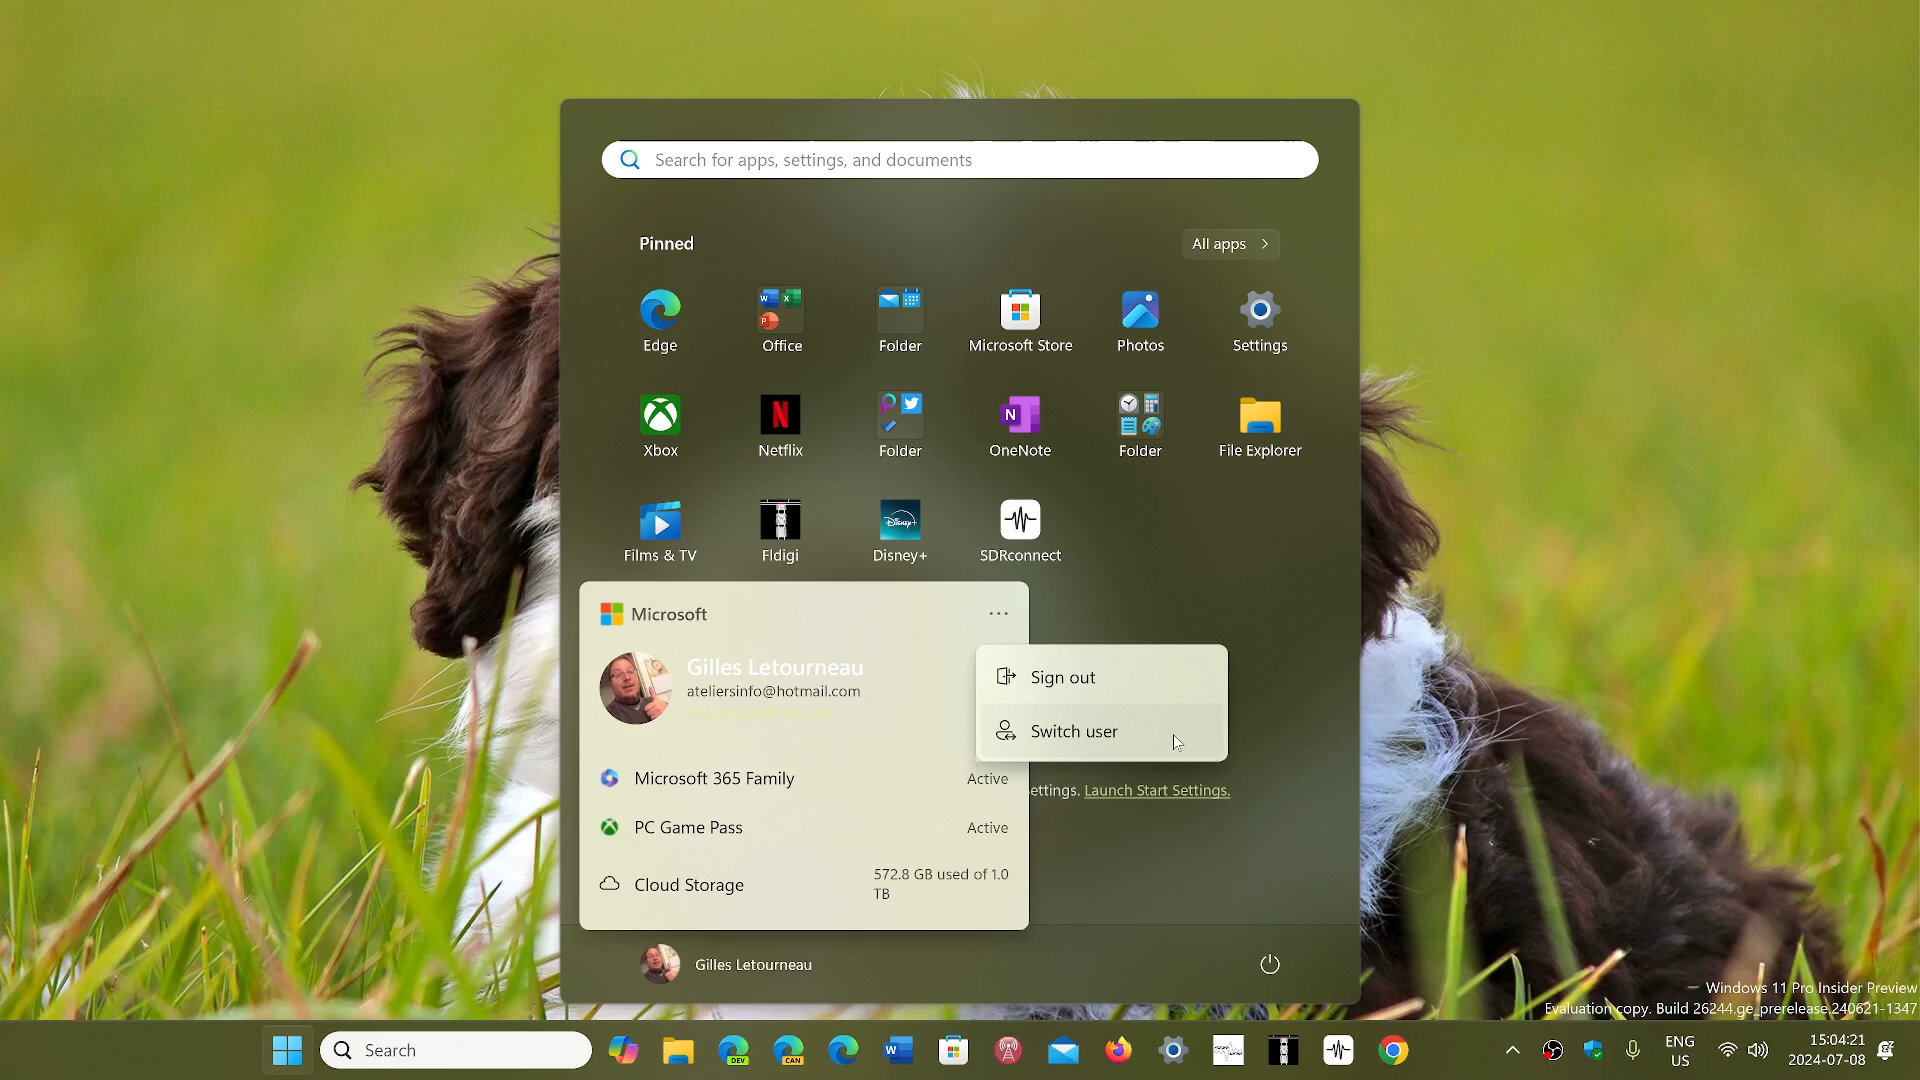 Search for apps, settings, and documents
Pinned
All apps
Edge
Office
Folder
Microsoft Store
Photos
Settings
Xbox
Netflix
Folder
OneNote
Folder
File Explorer
Films & TV
Fldigi
Disney+
SDRconnect
Microsoft
Gilles Letourneau
ateliersinfo@hotmail.com
Sign out
Switch user
Microsoft 365 Family
Active
ettings. Launch Start Settings.
PC Game Pass
Active
Cloud Storage
572.8 GB used of 1.0
TB
Gilles Letourneau
Windows 11 Pro Insider Preview
Evaluation copy. Build 26244.ge_prerelease.240621-1347
Search
DEV
CAN
ENG
US
15:04:21
2024-07-08